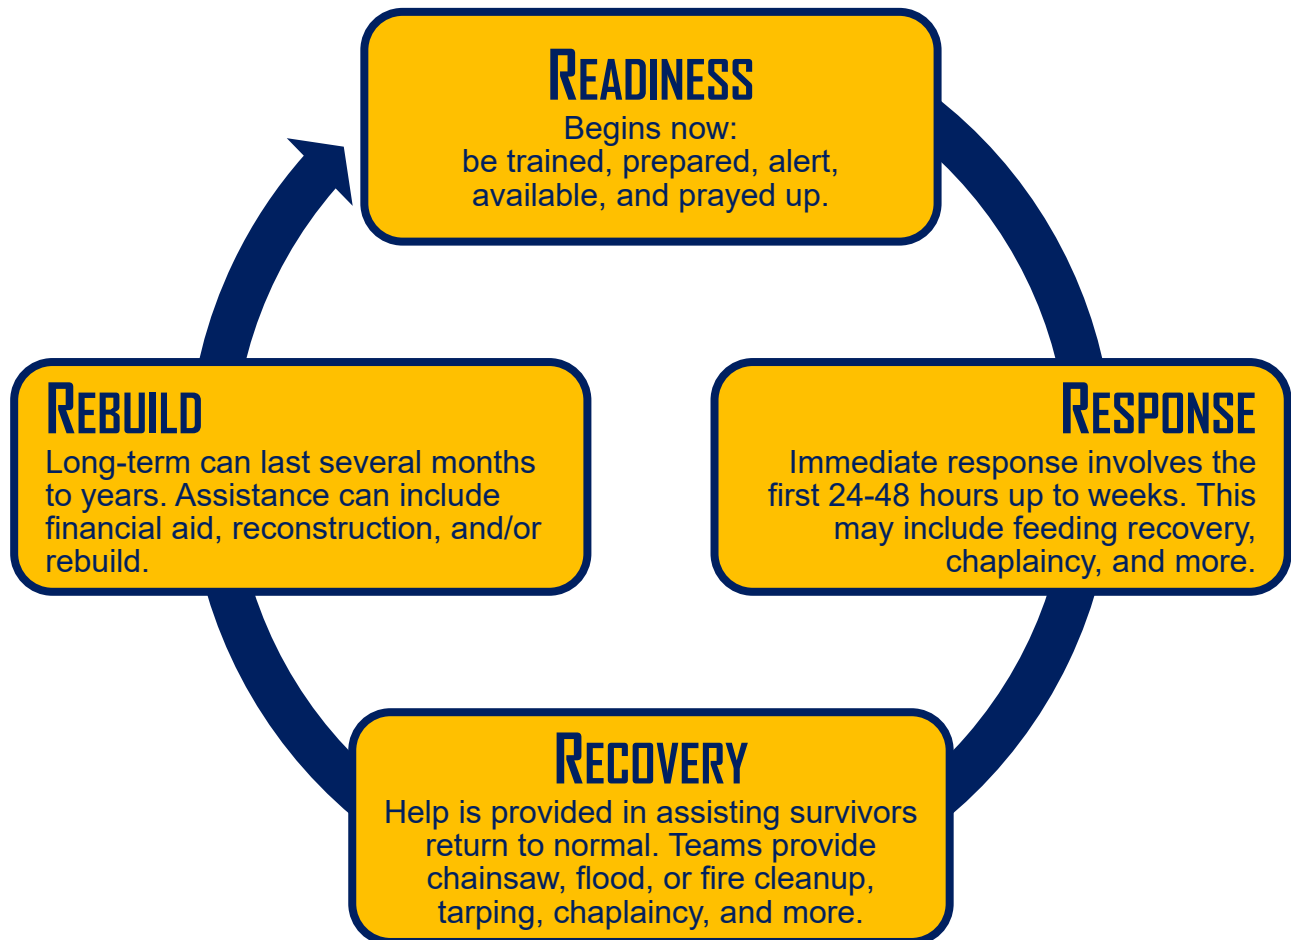 READINESS
Begins now:
be trained, prepared, alert,
available, and prayed up.
RESPONSE
Immediate response involves the
first 24-48 hours up to weeks. This
may include feeding recovery,
chaplaincy, and more.
RECOVERY
Help is provided in assisting survivors
return to normal. Teams provide
chainsaw, flood, or fire cleanup,
tarping, chaplaincy, and more.
REBUILD
Long-term can last several months
to years. Assistance can include
financial aid, reconstruction, and/or
rebuild.